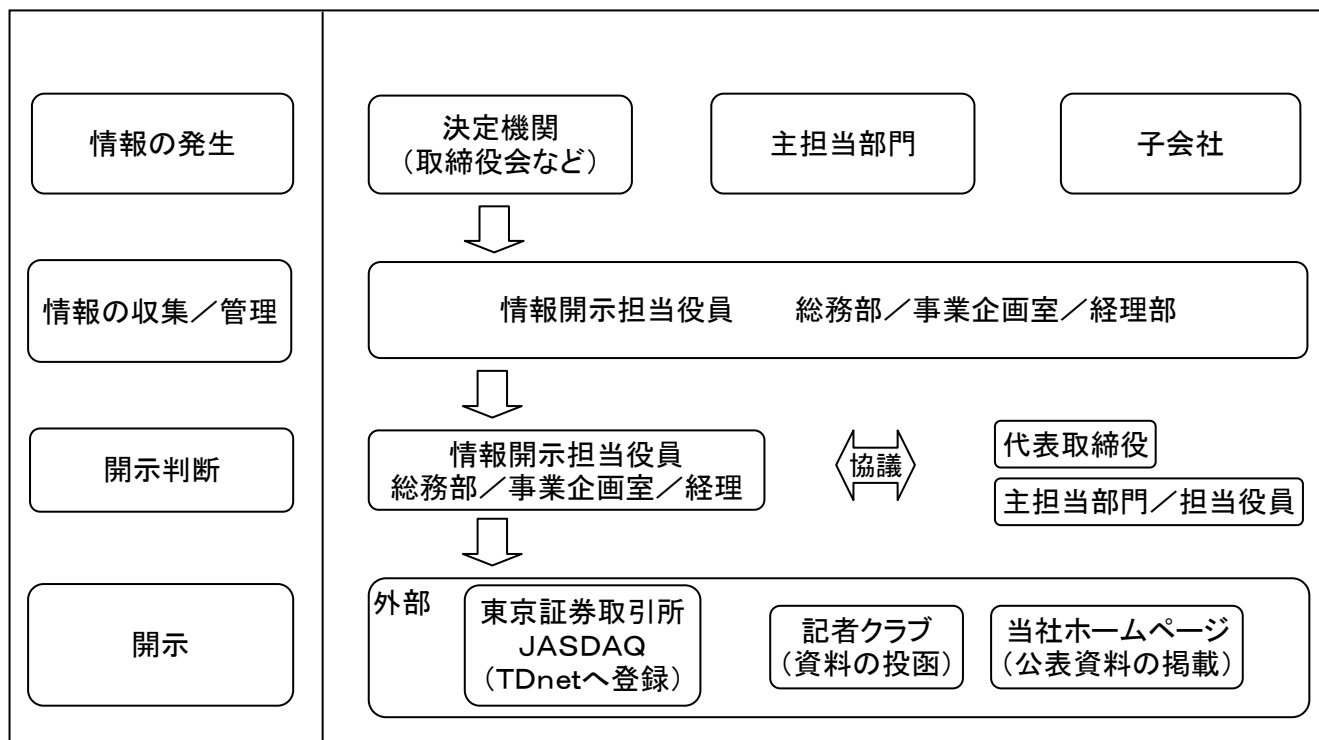 情報の発生
決定機関
（取締役会など）
主担当部門
子会社
情報の収集／管理
情報開示担当役員　　総務部／事業企画室／経理部
開示判断
情報開示担当役員
総務部／事業企画室／経理
協議
代表取締役
主担当部門／担当役員
開示
外部
東京証券取引所
ＪＡＳＤＡＱ
（TDnetへ登録）
記者クラブ
（資料の投函）
当社ホームページ
（公表資料の掲載）